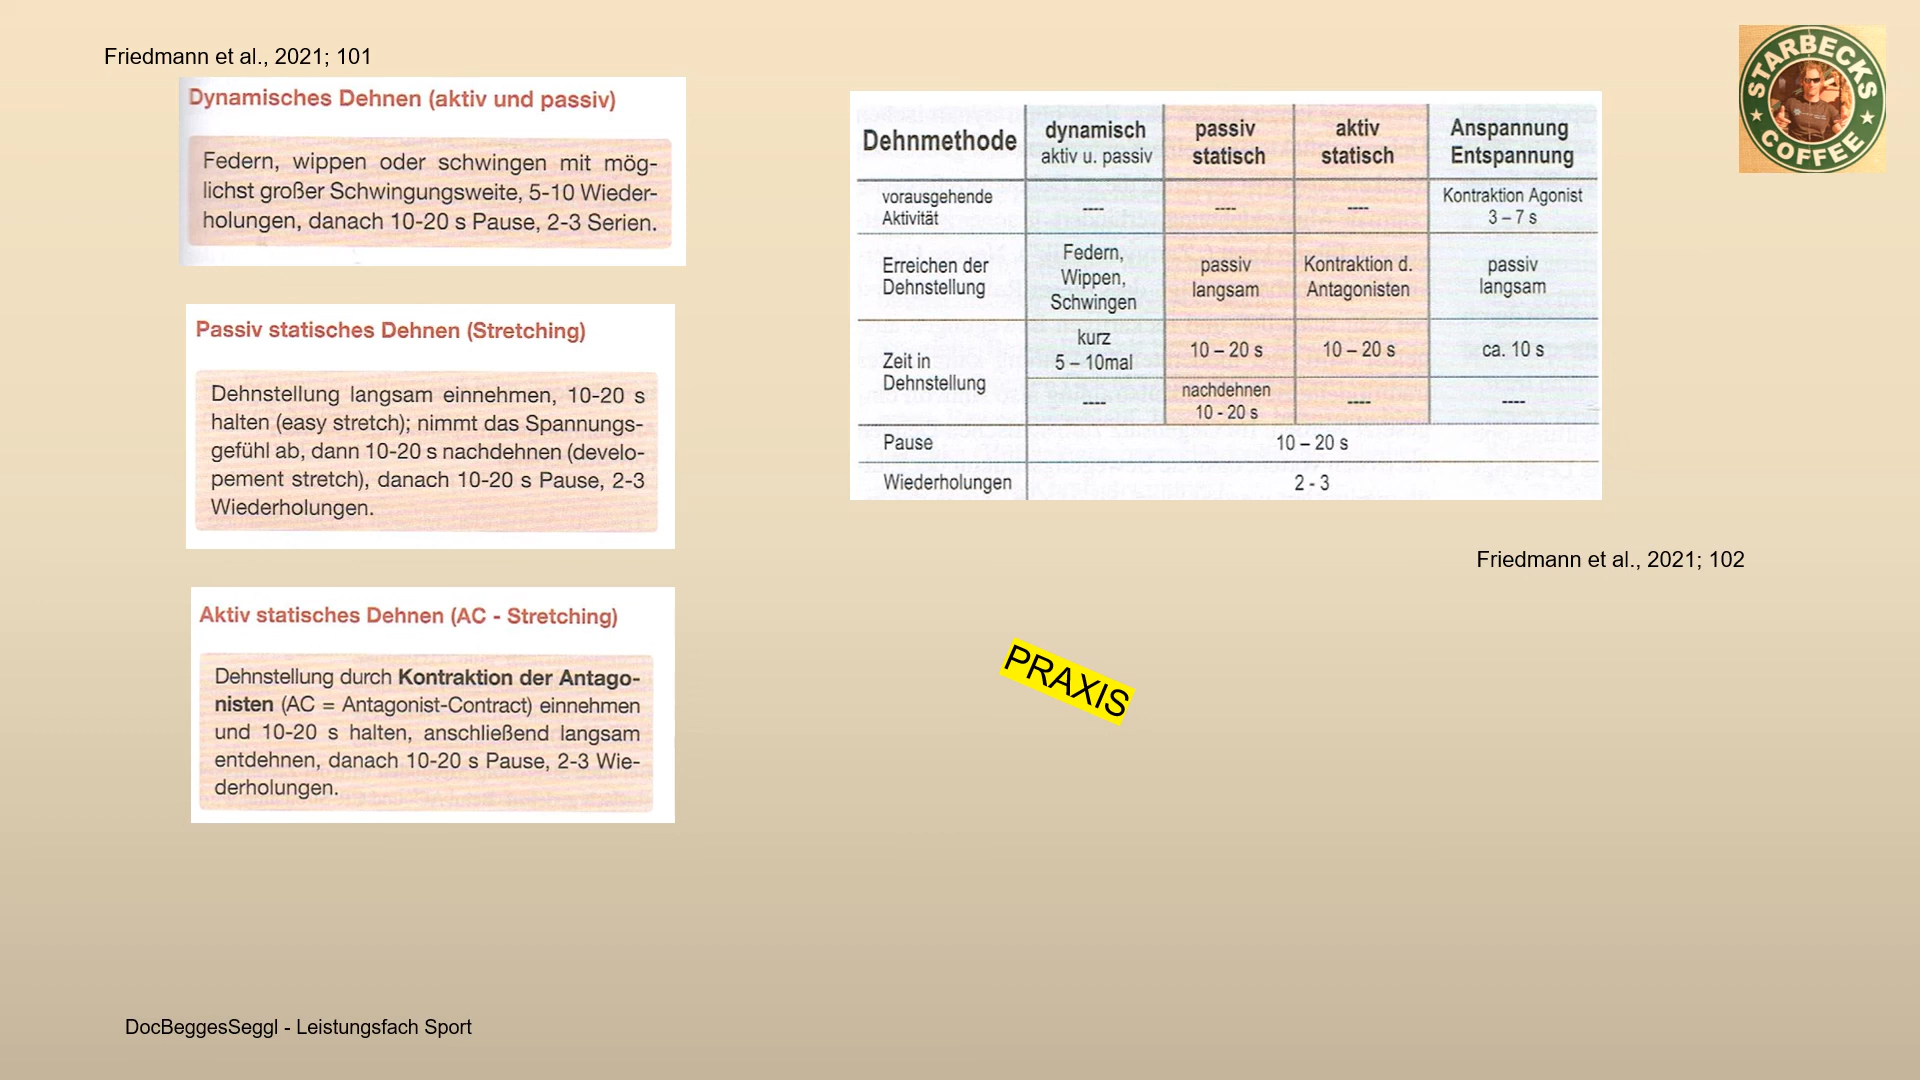 Friedmann et al., 2021; 101
Dynamisches Dehnen (aktiv und passiv)
Federn, wippen oder schwingen mit mög-
lichst großer Schwingungsweite, 5-10 Wieder-
holungen, danach 10-20 s Pause, 2-3 Serien.
Passiv statisches Dehnen (Stretching)
Dehnstellung langsam einnehmen, 10-20 s
halten (easy stretch); nimmt das Spannungs-
gefühl ab, dann 10-20 s nachdehnen (develo-
pement stretch), danach 10-20 s Pause, 2-3
Wiederholungen.
Aktiv statisches Dehnen (AC - Stretching)
Dehnstellung durch Kontraktion der Antago-
nisten (AC = Antagonist-Contract) einnehmen
und 10-20 s halten, anschließend langsam
entdehnen, danach 10-20 s Pause, 2-3 Wie-
derholungen.
Dehnmethode
dynamisch
aktiv u. passiv
passiv
statisch
aktiv
statisch
Anspannung
Entspannung
vorausgehende
Aktivität
----
----
----
Kontraktion Agonist
3 – 7 s
Erreichen der
Dehnstellung
Federn,
Wippen,
Schwingen
passiv
langsam
Kontraktion d.
Antagonisten
passiv
langsam
Zeit in
Dehnstellung
kurz
5 – 10mal
10 – 20 s
10 – 20 s
ca. 10 s
----
nachdehnen
10 - 20 s
----
----
Pause
10 – 20 s
Wiederholungen
2 - 3
Friedmann et al., 2021; 102
PRAXIS
STARBECKS
COFFEE
DocBeggesSeggl - Leistungsfach Sport